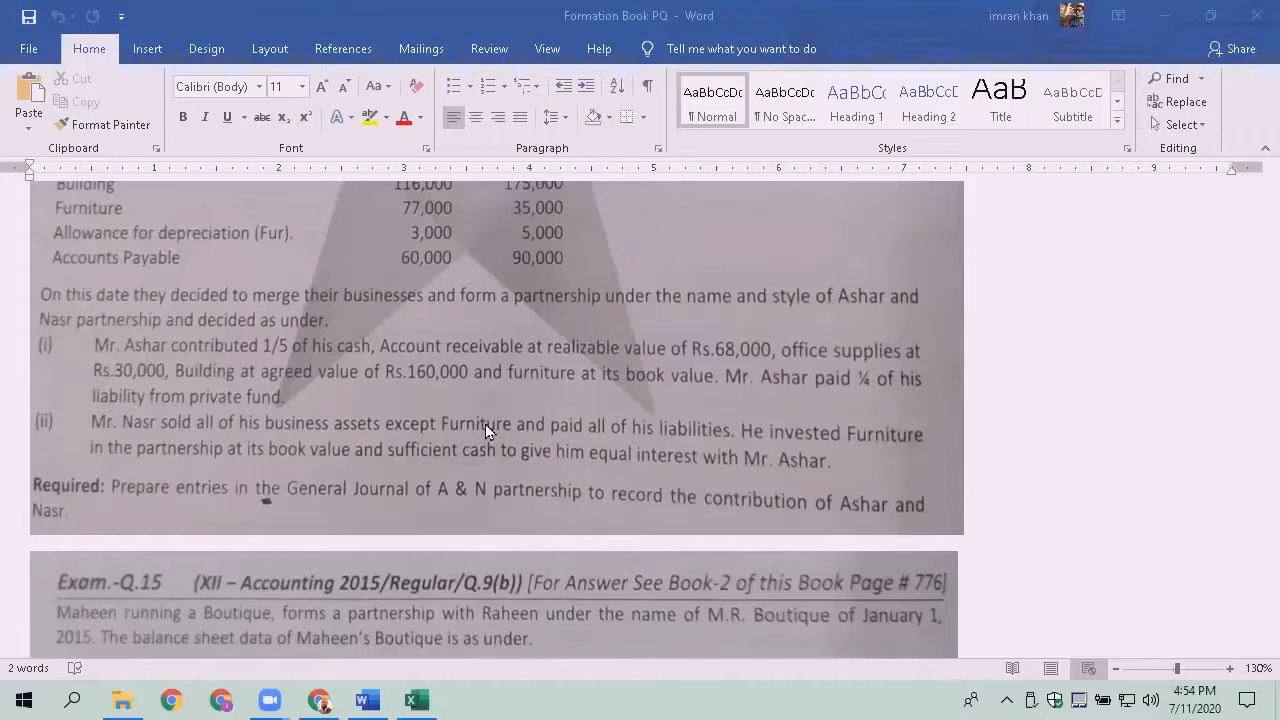 Formation Book PQ - Word
imran khan
File Home Insert Design Layout References Mailings Review View Help Tell me what you want to do Share
Paste
Cut
Copy
Format Painter
Clipboard
Calibri (Body) 11
Font
Paragraph
AaBbCcDc ¶ Normal
AaBbCcDc ¶ No Spac...
AaBbCc Heading 1
AaBbCcD Heading 2
AaB Title
AaBbCcD Subtitle
Styles
Find
Replace
Select
Editing
1 2 3 4 5 6 7 8 9
Building 116,000 175,000
Furniture 77,000 35,000
Allowance for depreciation (Fur). 3,000 5,000
Accounts Payable 60,000 90,000
On this date they decided to merge their businesses and form a partnership under the name and style of Ashar and
Nasr partnership and decided as under.
(i) Mr. Ashar contributed 1/5 of his cash, Account receivable at realizable value of Rs.68,000, office supplies at
Rs.30,000, Building at agreed value of Rs.160,000 and furniture at its book value. Mr. Ashar paid ¼ of his
liability from private fund.
(ii) Mr. Nasr sold all of his business assets except Furniture and paid all of his liabilities. He invested Furniture
in the partnership at its book value and sufficient cash to give him equal interest with Mr. Ashar.
Required: Prepare entries in the General Journal of A & N partnership to record the contribution of Ashar and
Nasr.
Exam.-Q.15 (XII – Accounting 2015/Regular/Q.9(b)) [For Answer See Book-2 of this Book Page # 776]
Maheen running a Boutique, forms a partnership with Raheen under the name of M.R. Boutique of January 1,
2015. The balance sheet data of Maheen's Boutique is as under.
2 words
130%
4:54 PM
7/11/2020